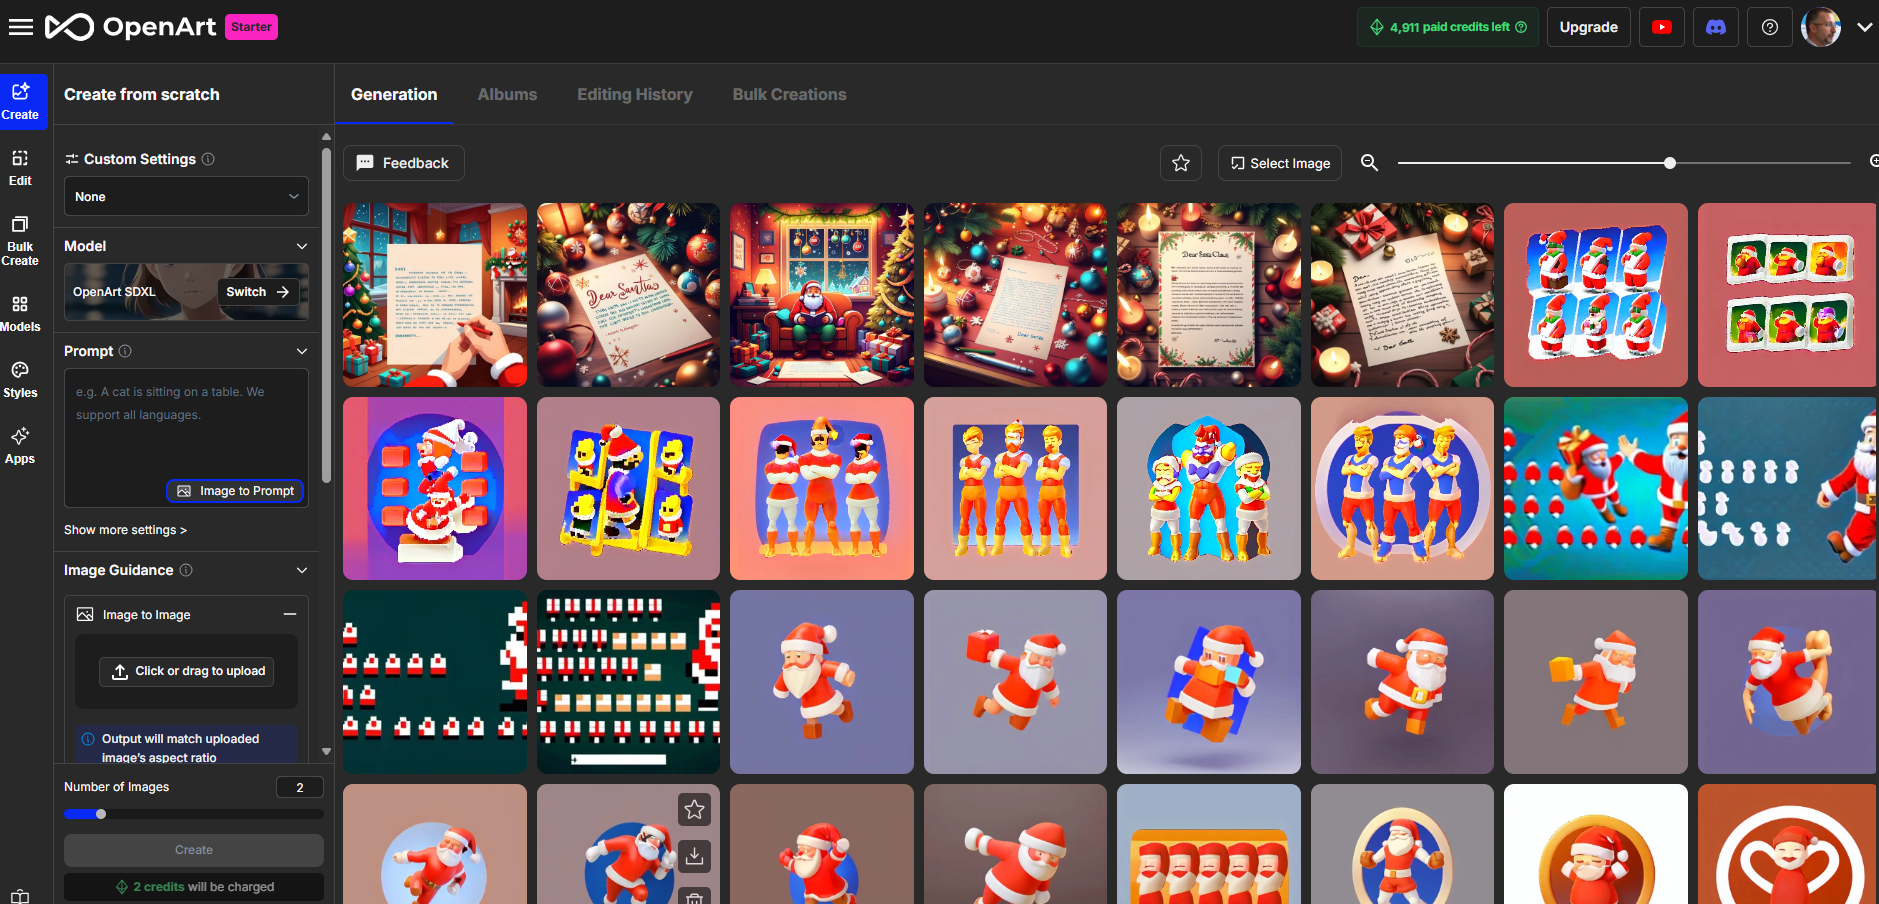 OpenArt Starter
4,911 paid credits left
Upgrade
Create
Edit
Bulk
Create
Models
Styles
Apps
Create from scratch
Custom Settings
None
Model
OpenArt SDXL
Switch
Prompt
e.g. A cat is sitting on a table. We
support all languages.
Image to Prompt
Show more settings >
Image Guidance
Image to Image
Click or drag to upload
Output will match uploaded
image's aspect ratio
Number of Images
2
Create
2 credits will be charged
Generation
Albums
Editing History
Bulk Creations
Feedback
Select Image
Dear Santa Claus
Dear Santa